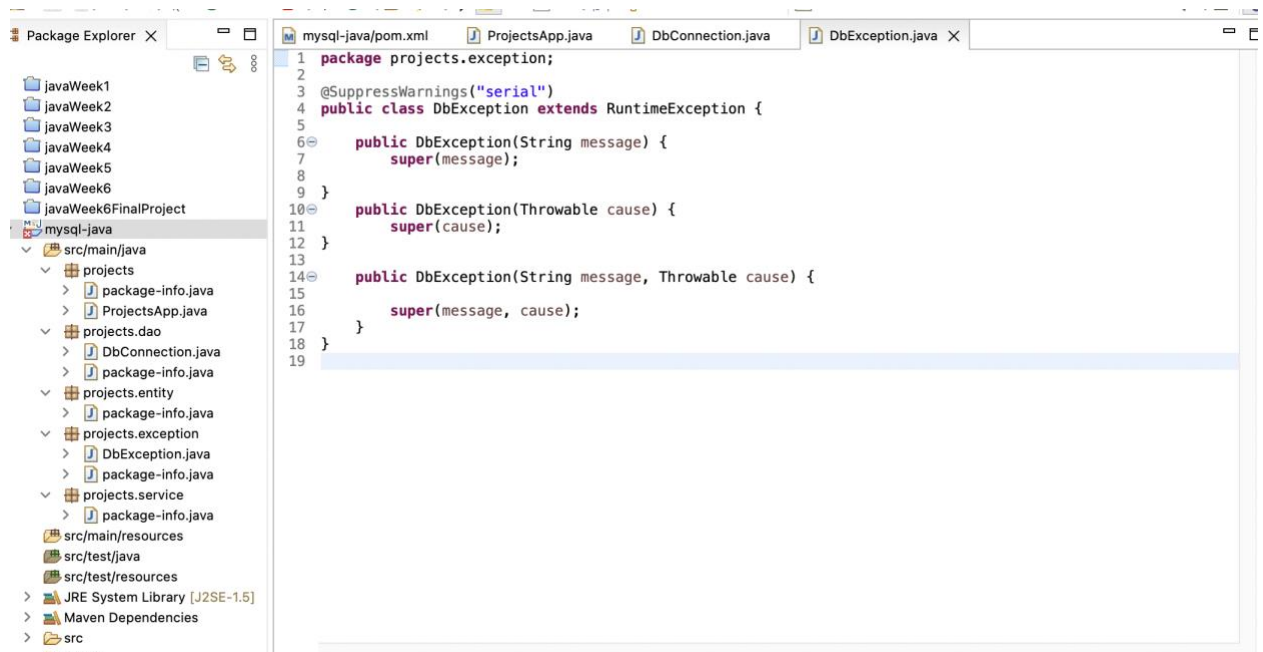 Package Explorer
javaWeek1
javaWeek2
javaWeek3
javaWeek4
javaWeek5
javaWeek6
javaWeek6FinalProject
mysql-java
src/main/java
projects
package-info.java
ProjectsApp.java
projects.dao
DbConnection.java
package-info.java
projects.entity
package-info.java
projects.exception
DbException.java
package-info.java
projects.service
package-info.java
src/main/resources
src/test/java
src/test/resources
JRE System Library [J2SE-1.5]
Maven Dependencies
src
mysql-java/pom.xml ProjectsApp.java DbConnection.java DbException.java
1 package projects.exception;
2
3 @SuppressWarnings("serial")
4 public class DbException extends RuntimeException {
5
6 public DbException(String message) {
7 super(message);
8
9 }
10 public DbException(Throwable cause) {
11 super(cause);
12 }
13
14 public DbException(String message, Throwable cause) {
15
16 super(message, cause);
17 }
18 }
19